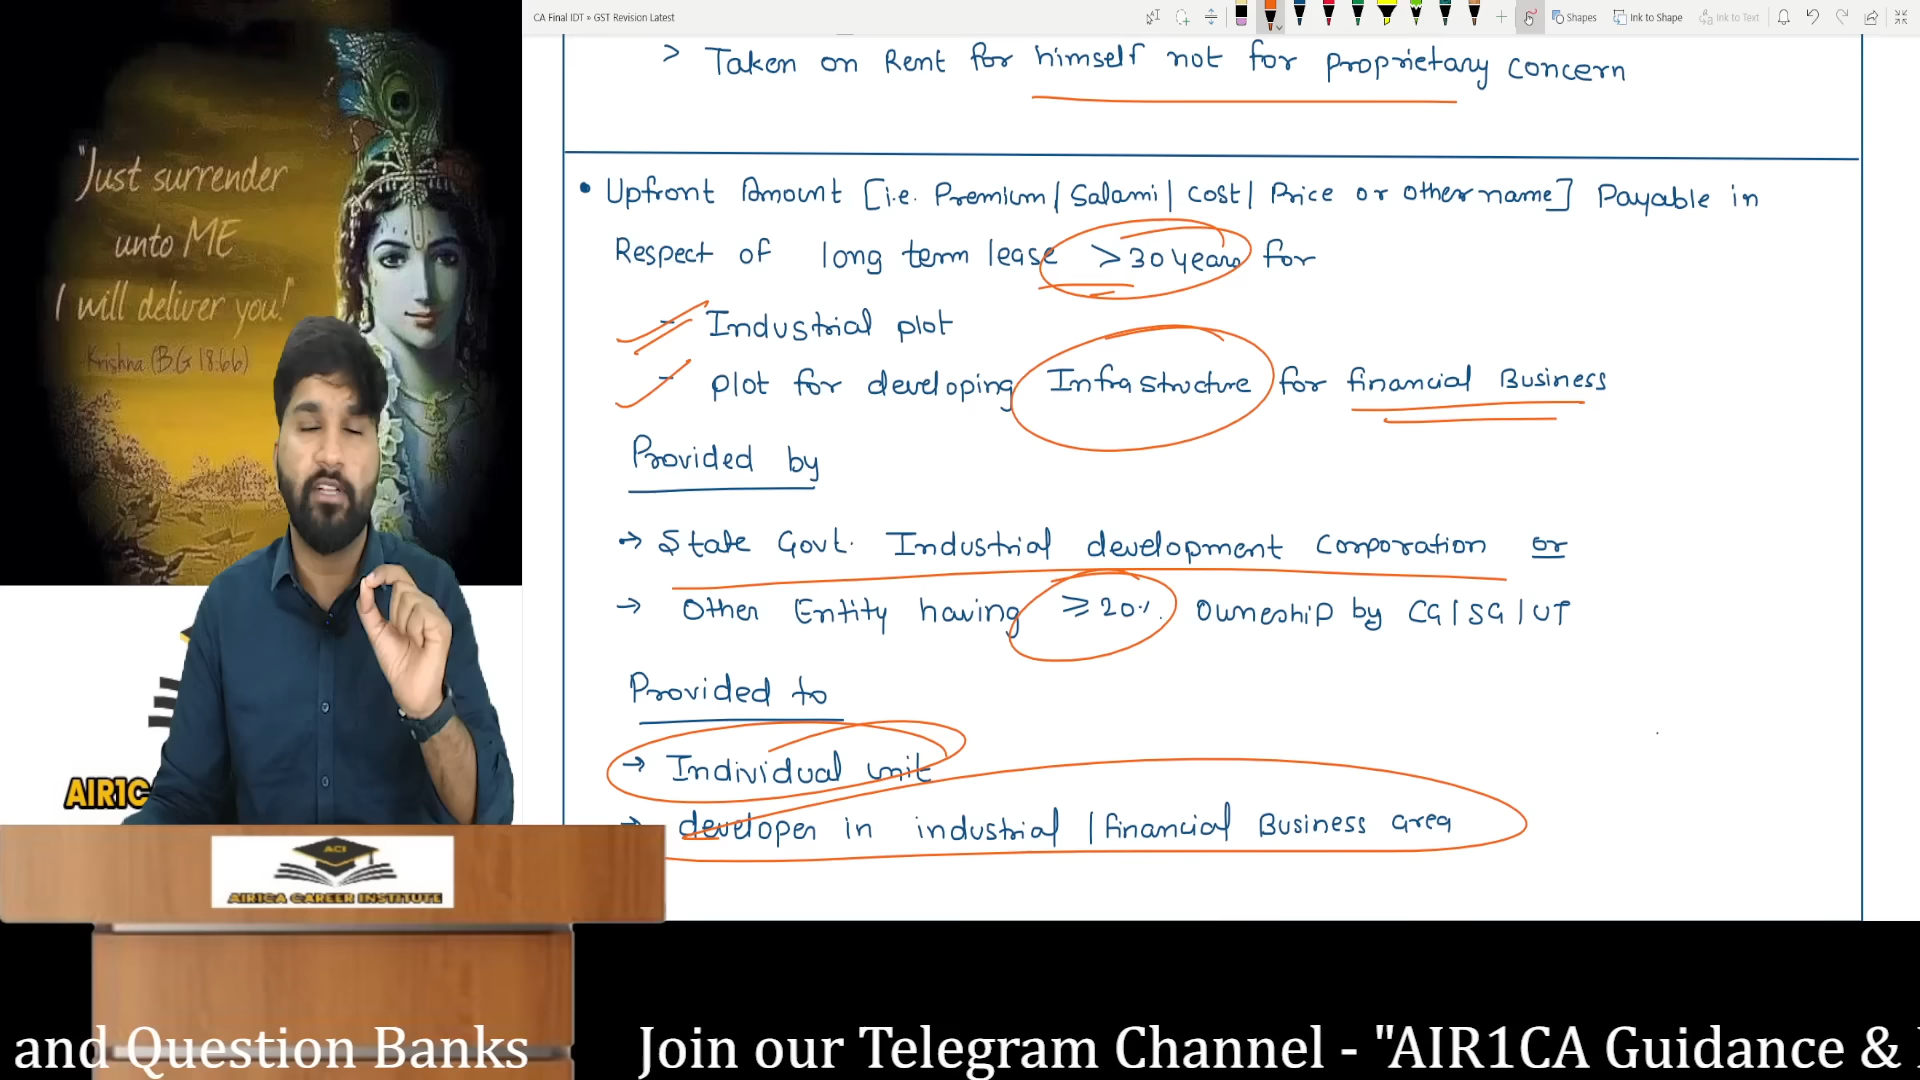 CA Final IDT » GST Revision Latest
Shapes
Ink to Shape
Ink to Text
> Taken on Rent for himself not for proprietary concern
• Upfront Amount [i.e. Premium / Salami | cost | Price or other name] Payable in
Respect of long term lease > 30 years for
- Industrial plot
- plot for developing Infrastructure for financial Business
Provided by
→ State Govt. Industrial development Corporation or
→ Other Entity having ≥ 20% Owneship by CG | SG | UT
Provided to
→ Individual unit
→ developer in industrial | financial Business area
"Just surrender
unto ME
I will deliver you!"
-Krishna (B.G 18:66)
AIR1C
ACI
AIR1CA CAREER INSTITUTE
and Question Banks Join our Telegram Channel - "AIR1CA Guidance &